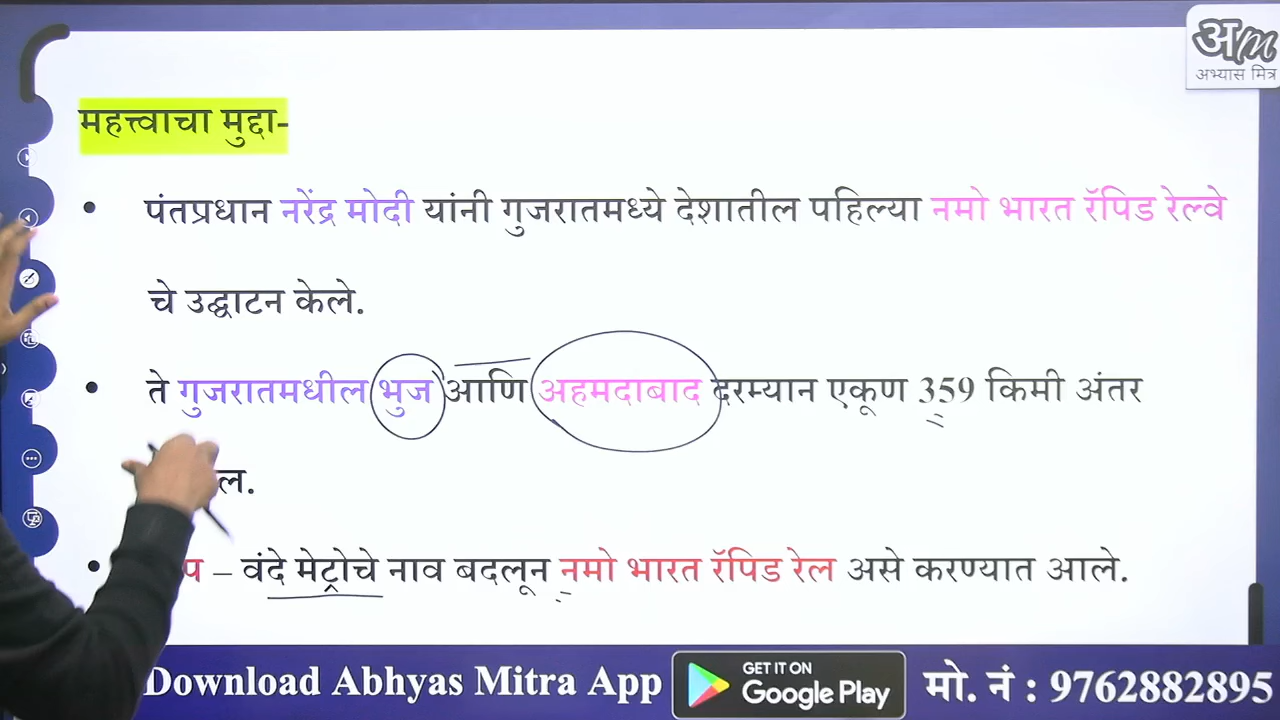 अm
अभ्यास मित्र
महत्त्वाचा मुद्दा-
• पंतप्रधान नरेंद्र मोदी यांनी गुजरातमध्ये देशातील पहिल्या नमो भारत रॅपिड रेल्वे
चे उद्घाटन केले.
• ते गुजरातमधील भुज आणि अहमदाबाद दरम्यान एकूण 359 किमी अंतर
• – वंदे मेट्रोचे नाव बदलून नमो भारत रॅपिड रेल असे करण्यात आले.
Download Abhyas Mitra App GET IT ON Google Play मो. नं : 9762882895